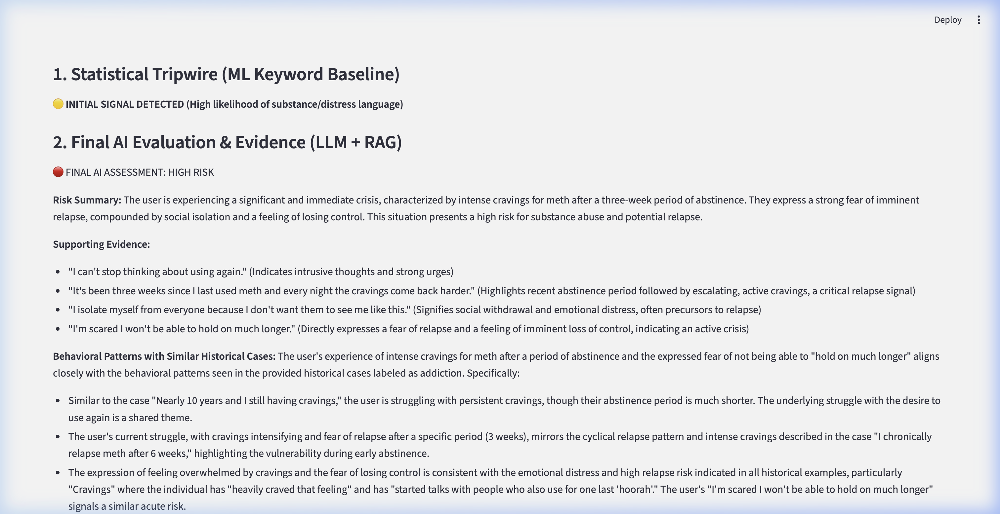 Deploy
1. Statistical Tripwire (ML Keyword Baseline)
INITIAL SIGNAL DETECTED (High likelihood of substance/distress language)
2. Final AI Evaluation & Evidence (LLM + RAG)
FINAL AI ASSESSMENT: HIGH RISK
Risk Summary: The user is experiencing a significant and immediate crisis, characterized by intense cravings for meth after a three-week period of abstinence. They express a strong fear of imminent
relapse, compounded by social isolation and a feeling of losing control. This situation presents a high risk for substance abuse and potential relapse.
Supporting Evidence:
• "I can't stop thinking about using again." (Indicates intrusive thoughts and strong urges)
• "It's been three weeks since I last used meth and every night the cravings come back harder." (Highlights recent abstinence period followed by escalating, active cravings, a critical relapse signal)
• "I isolate myself from everyone because I don't want them to see me like this." (Signifies social withdrawal and emotional distress, often precursors to relapse)
• "I'm scared I won't be able to hold on much longer." (Directly expresses a fear of relapse and a feeling of imminent loss of control, indicating an active crisis)
Behavioral Patterns with Similar Historical Cases: The user's experience of intense cravings for meth after a period of abstinence and the expressed fear of not being able to "hold on much longer" aligns
closely with the behavioral patterns seen in the provided historical cases labeled as addiction. Specifically:
• Similar to the case "Nearly 10 years and I still having cravings," the user is struggling with persistent cravings, though their abstinence period is much shorter. The underlying struggle with the desire to
use again is a shared theme.
• The user's current struggle, with cravings intensifying and fear of relapse after a specific period (3 weeks), mirrors the cyclical relapse pattern and intense cravings described in the case "I chronically
relapse meth after 6 weeks," highlighting the vulnerability during early abstinence.
• The expression of feeling overwhelmed by cravings and the fear of losing control is consistent with the emotional distress and high relapse risk indicated in all historical examples, particularly
"Cravings" where the individual has "heavily craved that feeling" and has "started talks with people who also use for one last 'hoorah'." The user's "I'm scared I won't be able to hold on much longer"
signals a similar acute risk.